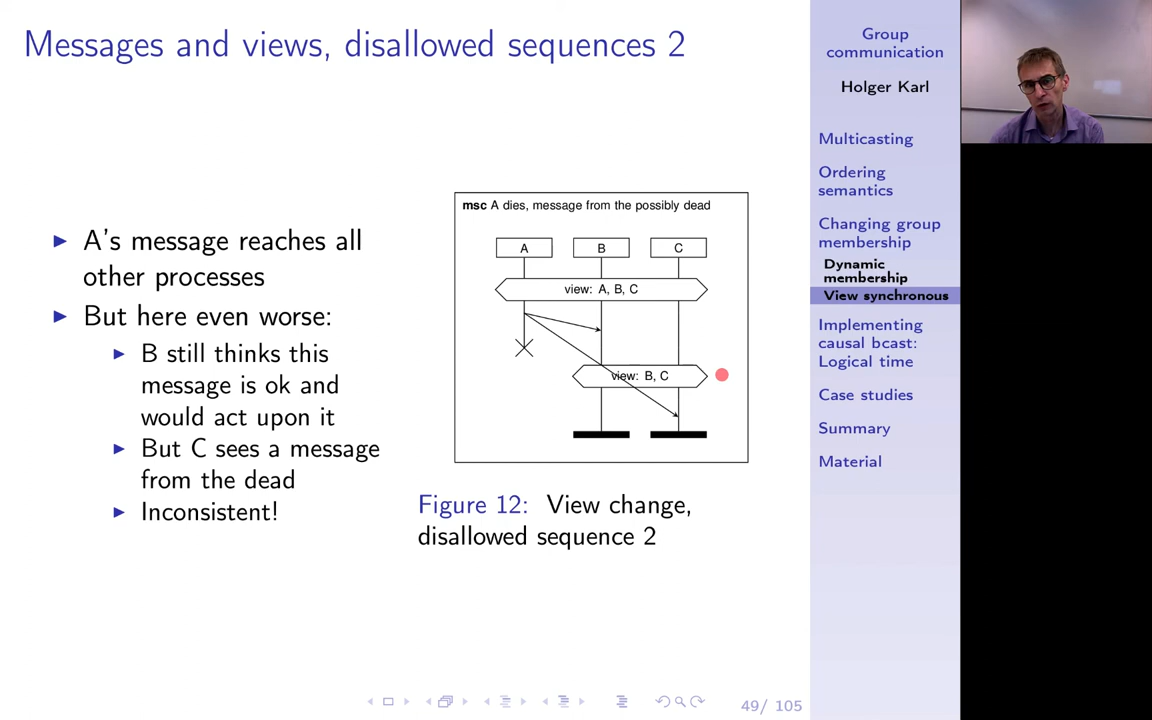 Messages and views, disallowed sequences 2
▶ A's message reaches all
other processes
▶ But here even worse:
▶ B still thinks this
message is ok and
would act upon it
▶ But C sees a message
from the dead
▶ Inconsistent!
msc A dies, message from the possibly dead
A B C
view: A, B, C
view: B, C
Figure 12: View change,
disallowed sequence 2
49/ 105
Group
communication
Holger Karl
Multicasting
Ordering
semantics
Changing group
membership
Dynamic
membership
View synchronous
Implementing
causal bcast:
Logical time
Case studies
Summary
Material